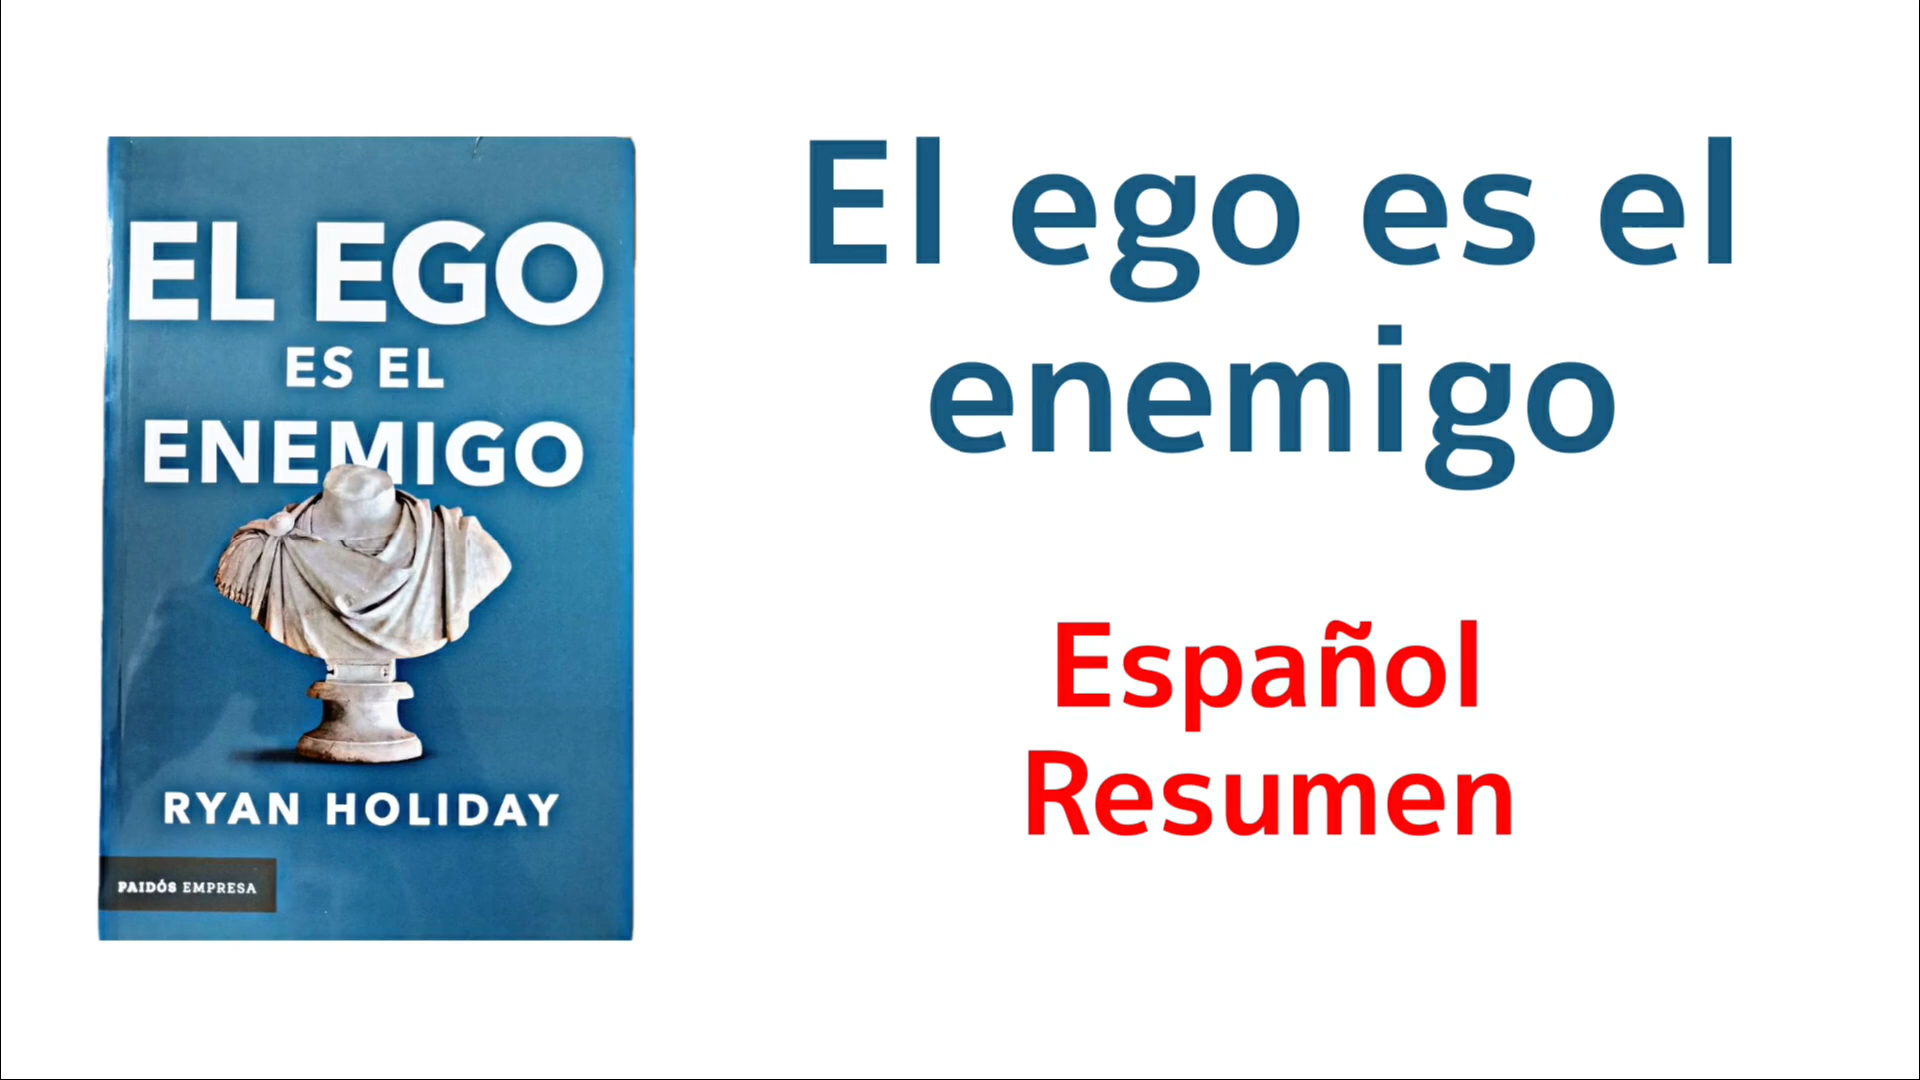 EL EGO
ES EL
ENEMIGO
RYAN HOLIDAY
PAIDÓS EMPRESA
El ego es el
enemigo
Español
Resumen